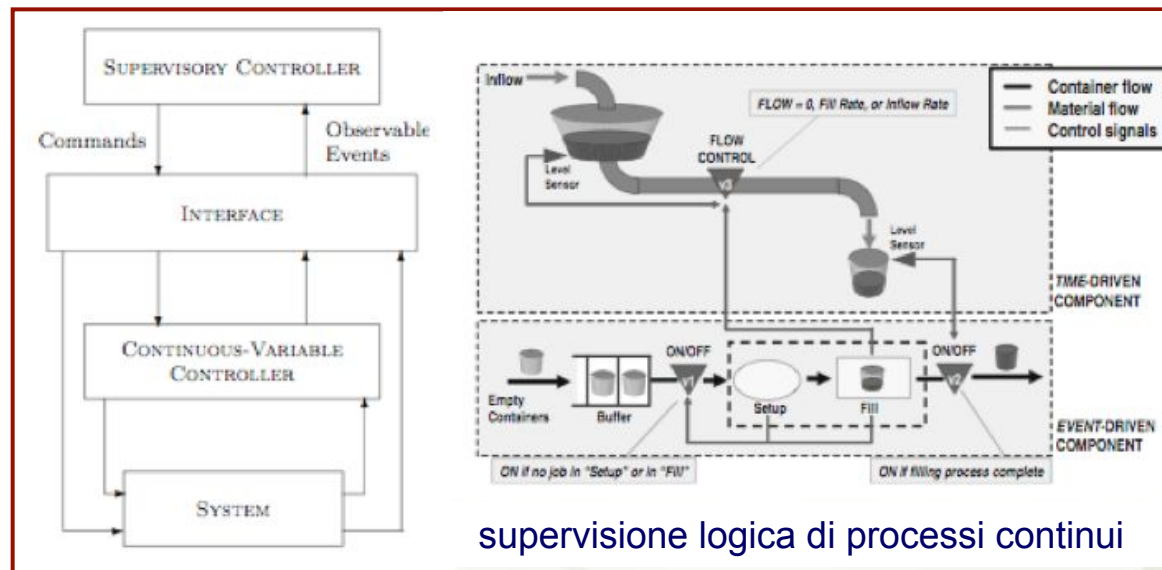 SUPERVISORY CONTROLLER
Commands
Observable
Events
INTERFACE
CONTINUOUS-VARIABLE
CONTROLLER
SYSTEM
Inflow
FLOW = 0, Fill Rate, or Inflow Rate
Container flow
Material flow
Control signals
FLOW
CONTROL
Level
Sensor
V3
Level
Sensor
TIME-DRIVEN
COMPONENT
ON/OFF
ON/OFF
V1
V2
Empty
Containers
Buffer
Setup
Fill
EVENT-DRIVEN
COMPONENT
ON if no job in "Setup" or in "Fill"
ON if filling process complete
supervisione logica di processi continui